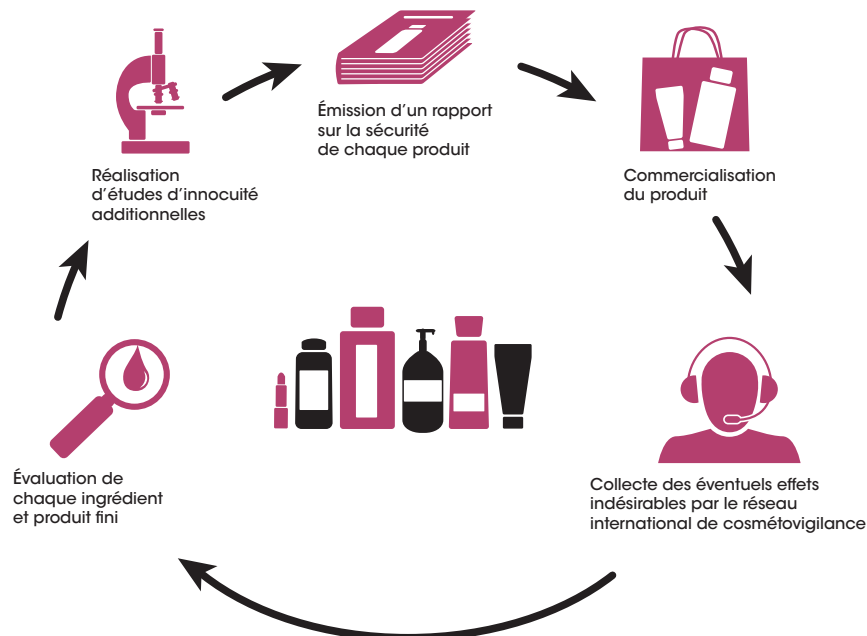 Émission d’un rapport
sur la sécurité
de chaque produit
Réalisation
d’études d’innocuité
additionnelles
Commercialisation
du produit
Évaluation de
chaque ingrédient
et produit fini
Collecte des éventuels effets
indésirables par le réseau
international de cosmétovigilance